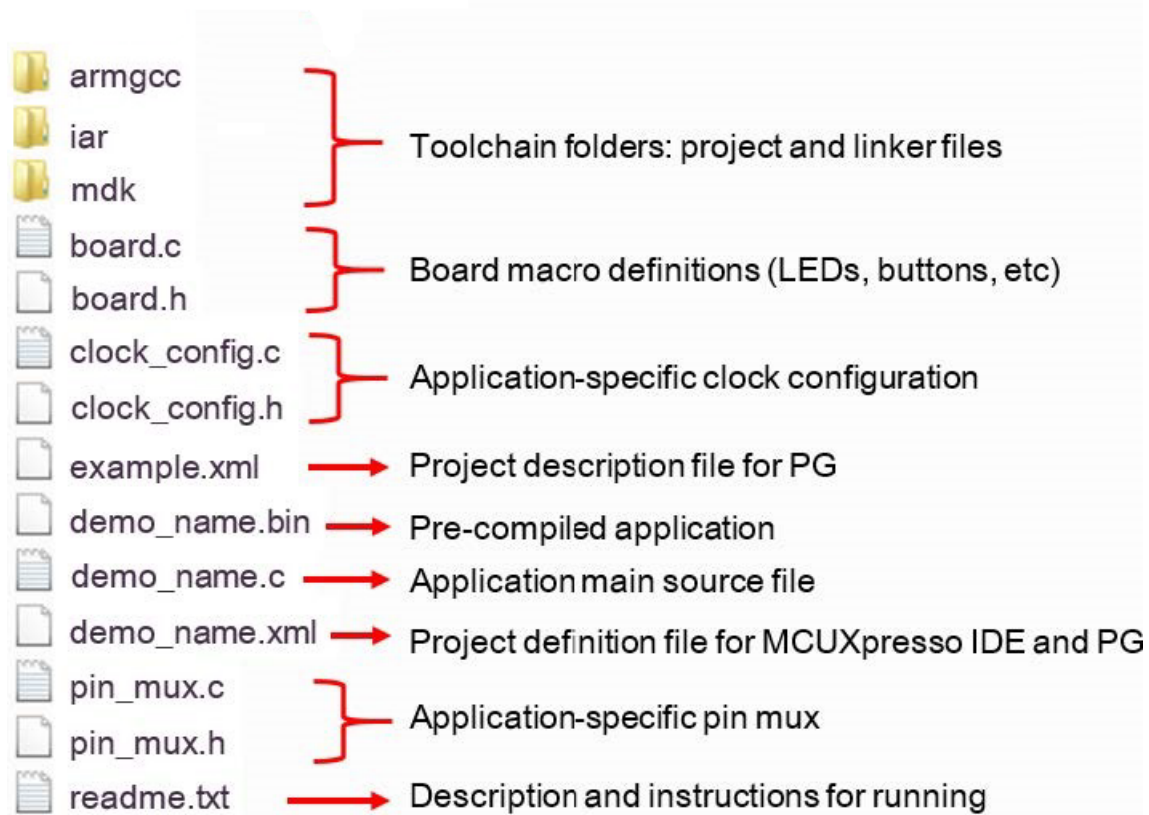 armgcc
iar
mdk
Toolchain folders: project and linker files
board.c
board.h
Board macro definitions (LEDs, buttons, etc)
clock_config.c
clock_config.h
Application-specific clock configuration
example.xml
Project description file for PG
demo_name.bin
Pre-compiled application
demo_name.c
Application main source file
demo_name.xml
Project definition file for MCUXpresso IDE and PG
pin_mux.c
pin_mux.h
Application-specific pin mux
readme.txt
Description and instructions for running